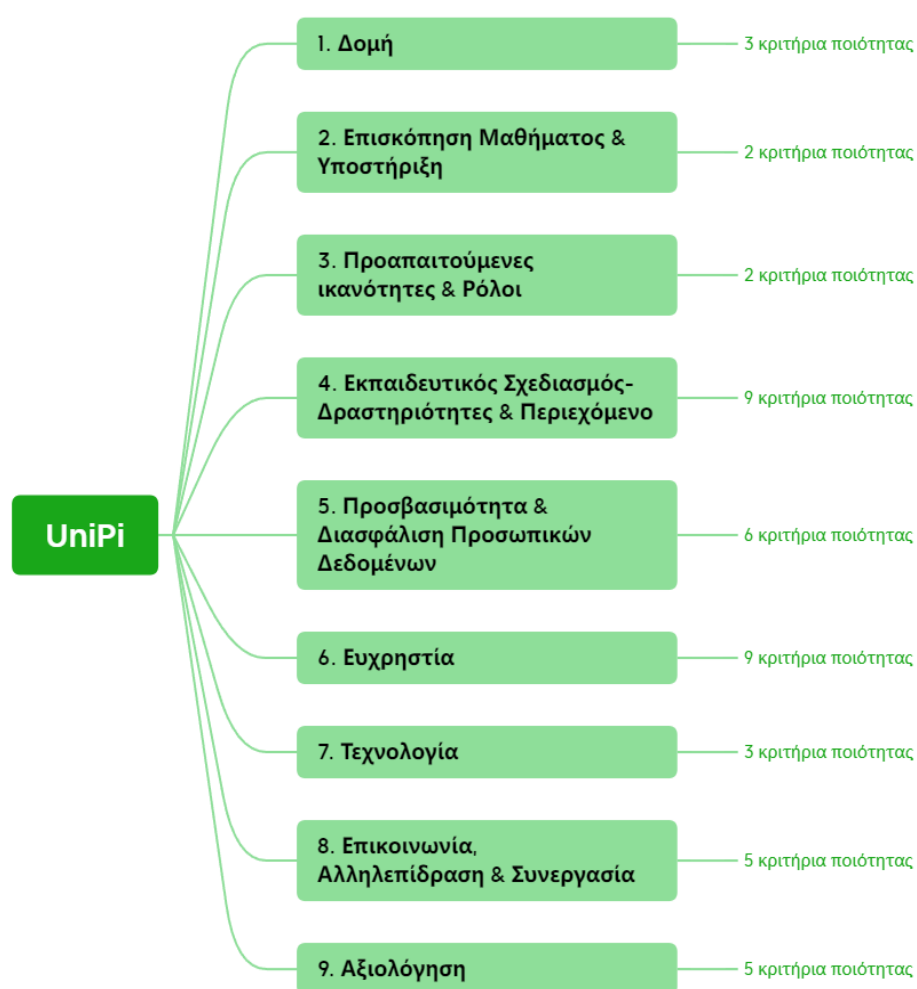 1. Δομή
3 κριτήρια ποιότητας
2. Επισκόπηση Μαθήματος &
Υποστήριξη
2 κριτήρια ποιότητας
3. Προαπαιτούμενες
ικανότητες & Ρόλοι
2 κριτήρια ποιότητας
4. Εκπαιδευτικός Σχεδιασμός-
Δραστηριότητες & Περιεχόμενο
9 κριτήρια ποιότητας
UniPi
5. Προσβασιμότητα &
Διασφάλιση Προσωπικών
Δεδομένων
6 κριτήρια ποιότητας
6. Ευχρηστία
9 κριτήρια ποιότητας
7. Τεχνολογία
3 κριτήρια ποιότητας
8. Επικοινωνία,
Αλληλεπίδραση & Συνεργασία
5 κριτήρια ποιότητας
9. Αξιολόγηση
5 κριτήρια ποιότητας